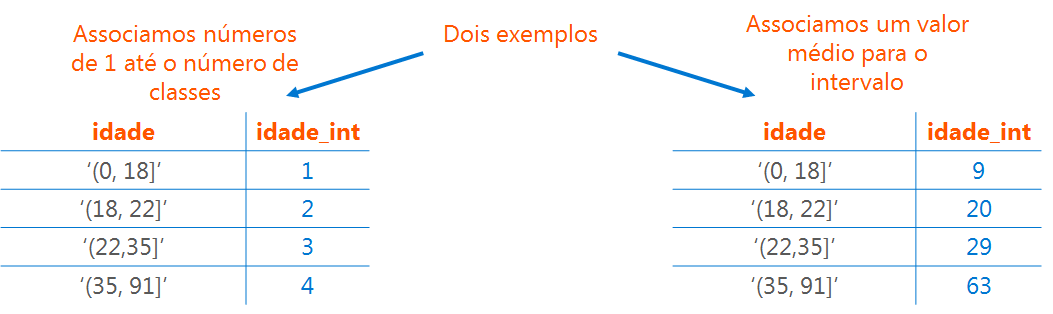 Associamos números
de 1 até o número de
classes
Dois exemplos
Associamos um valor
médio para o
intervalo
idade idade_int
‘(0, 18]’ 1
‘(18, 22]’ 2
‘(22,35]’ 3
‘(35, 91]’ 4
idade idade_int
‘(0, 18]’ 9
‘(18, 22]’ 20
‘(22,35]’ 29
‘(35, 91]’ 63